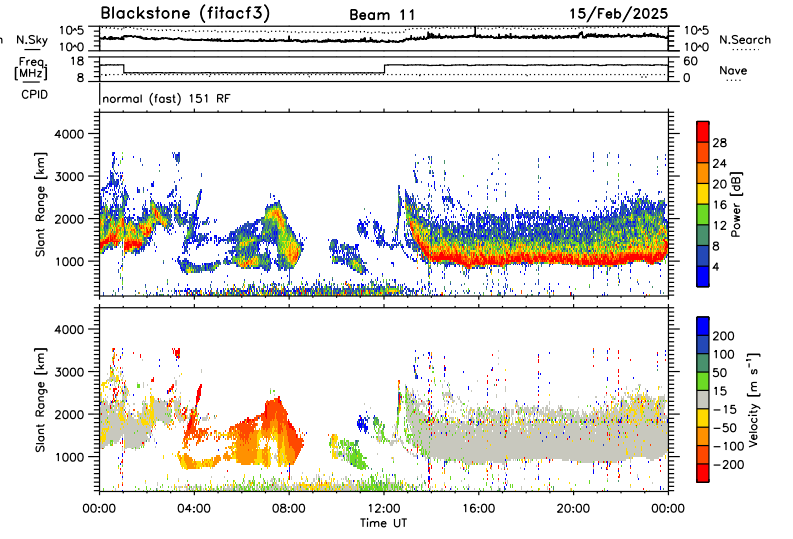 Blackstone (fitacf3) Beam 11 15/Feb/2025
N.Sky 10^5 10^0 10^5 10^0 N.Search
Freq. [MHz] 18 8 60 0 Nave
CPID normal (fast) 151 RF
Slant Range [km] 4000 3000 2000 1000
28 24 20 16 12 8 4 Power [dB]
Slant Range [km] 4000 3000 2000 1000
200 100 50 15 -15 -50 -100 -200 Velocity [m s⁻¹]
00:00 04:00 08:00 12:00 16:00 20:00 00:00
Time UT